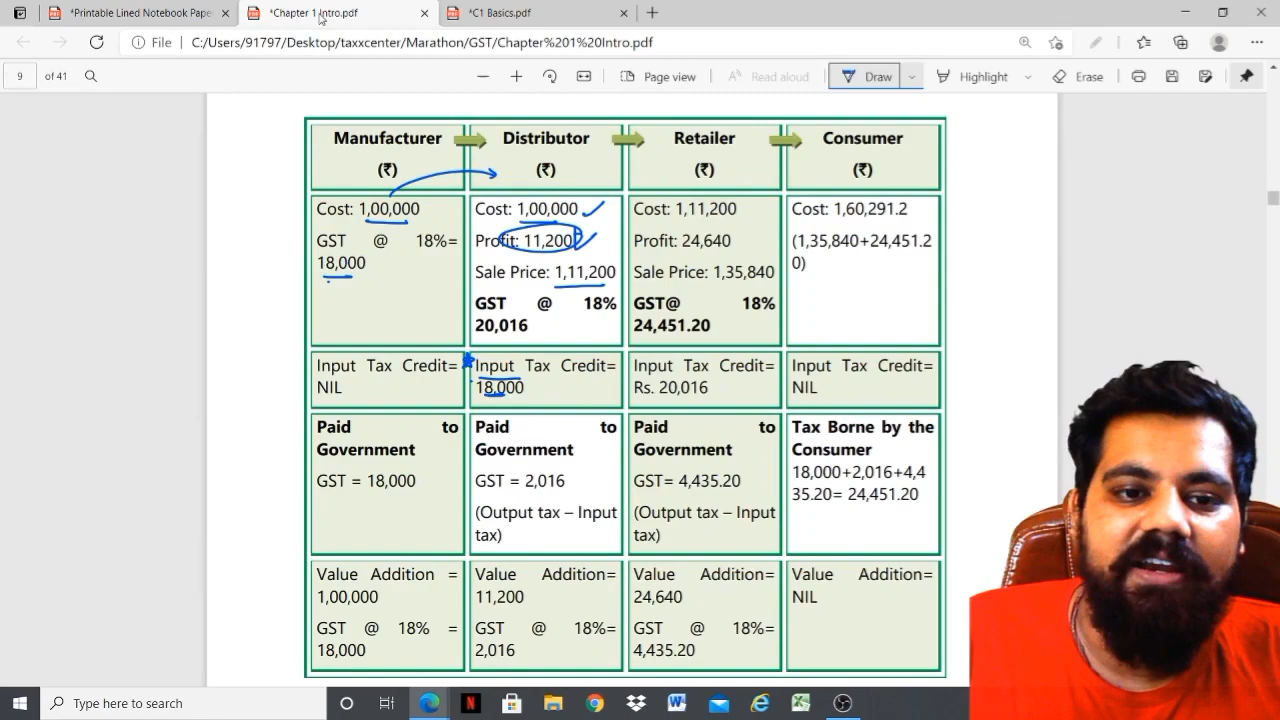 *Printable Lined Notebook Pape
*Chapter 1 Intro.pdf
*C1 Basics.pdf
File
C:/Users/91797/Desktop/taxxcenter/Marathon/GST/Chapter%201%20Intro.pdf
9 of 41
Page view
Read aloud
Draw
Highlight
Erase
Manufacturer
(₹)
Distributor
(₹)
Retailer
(₹)
Consumer
(₹)
Cost: 1,00,000
GST @ 18%=
18,000
Cost: 1,00,000
Profit: 11,200
Sale Price: 1,11,200
GST @ 18%
20,016
Cost: 1,11,200
Profit: 24,640
Sale Price: 1,35,840
GST@ 18%
24,451.20
Cost: 1,60,291.2
(1,35,840+24,451.2
0)
Input Tax Credit=
NIL
Input Tax Credit=
18,000
Input Tax Credit=
Rs. 20,016
Input Tax Credit=
NIL
Paid to
Government
GST = 18,000
Paid to
Government
GST = 2,016
(Output tax – Input
tax)
Paid to
Government
GST= 4,435.20
(Output tax – Input
tax)
Tax Borne by the
Consumer
18,000+2,016+4,4
35.20= 24,451.20
Value Addition =
1,00,000
GST @ 18% =
18,000
Value Addition=
11,200
GST @ 18%=
2,016
Value Addition=
24,640
GST @ 18%=
4,435.20
Value Addition=
NIL
Type here to search